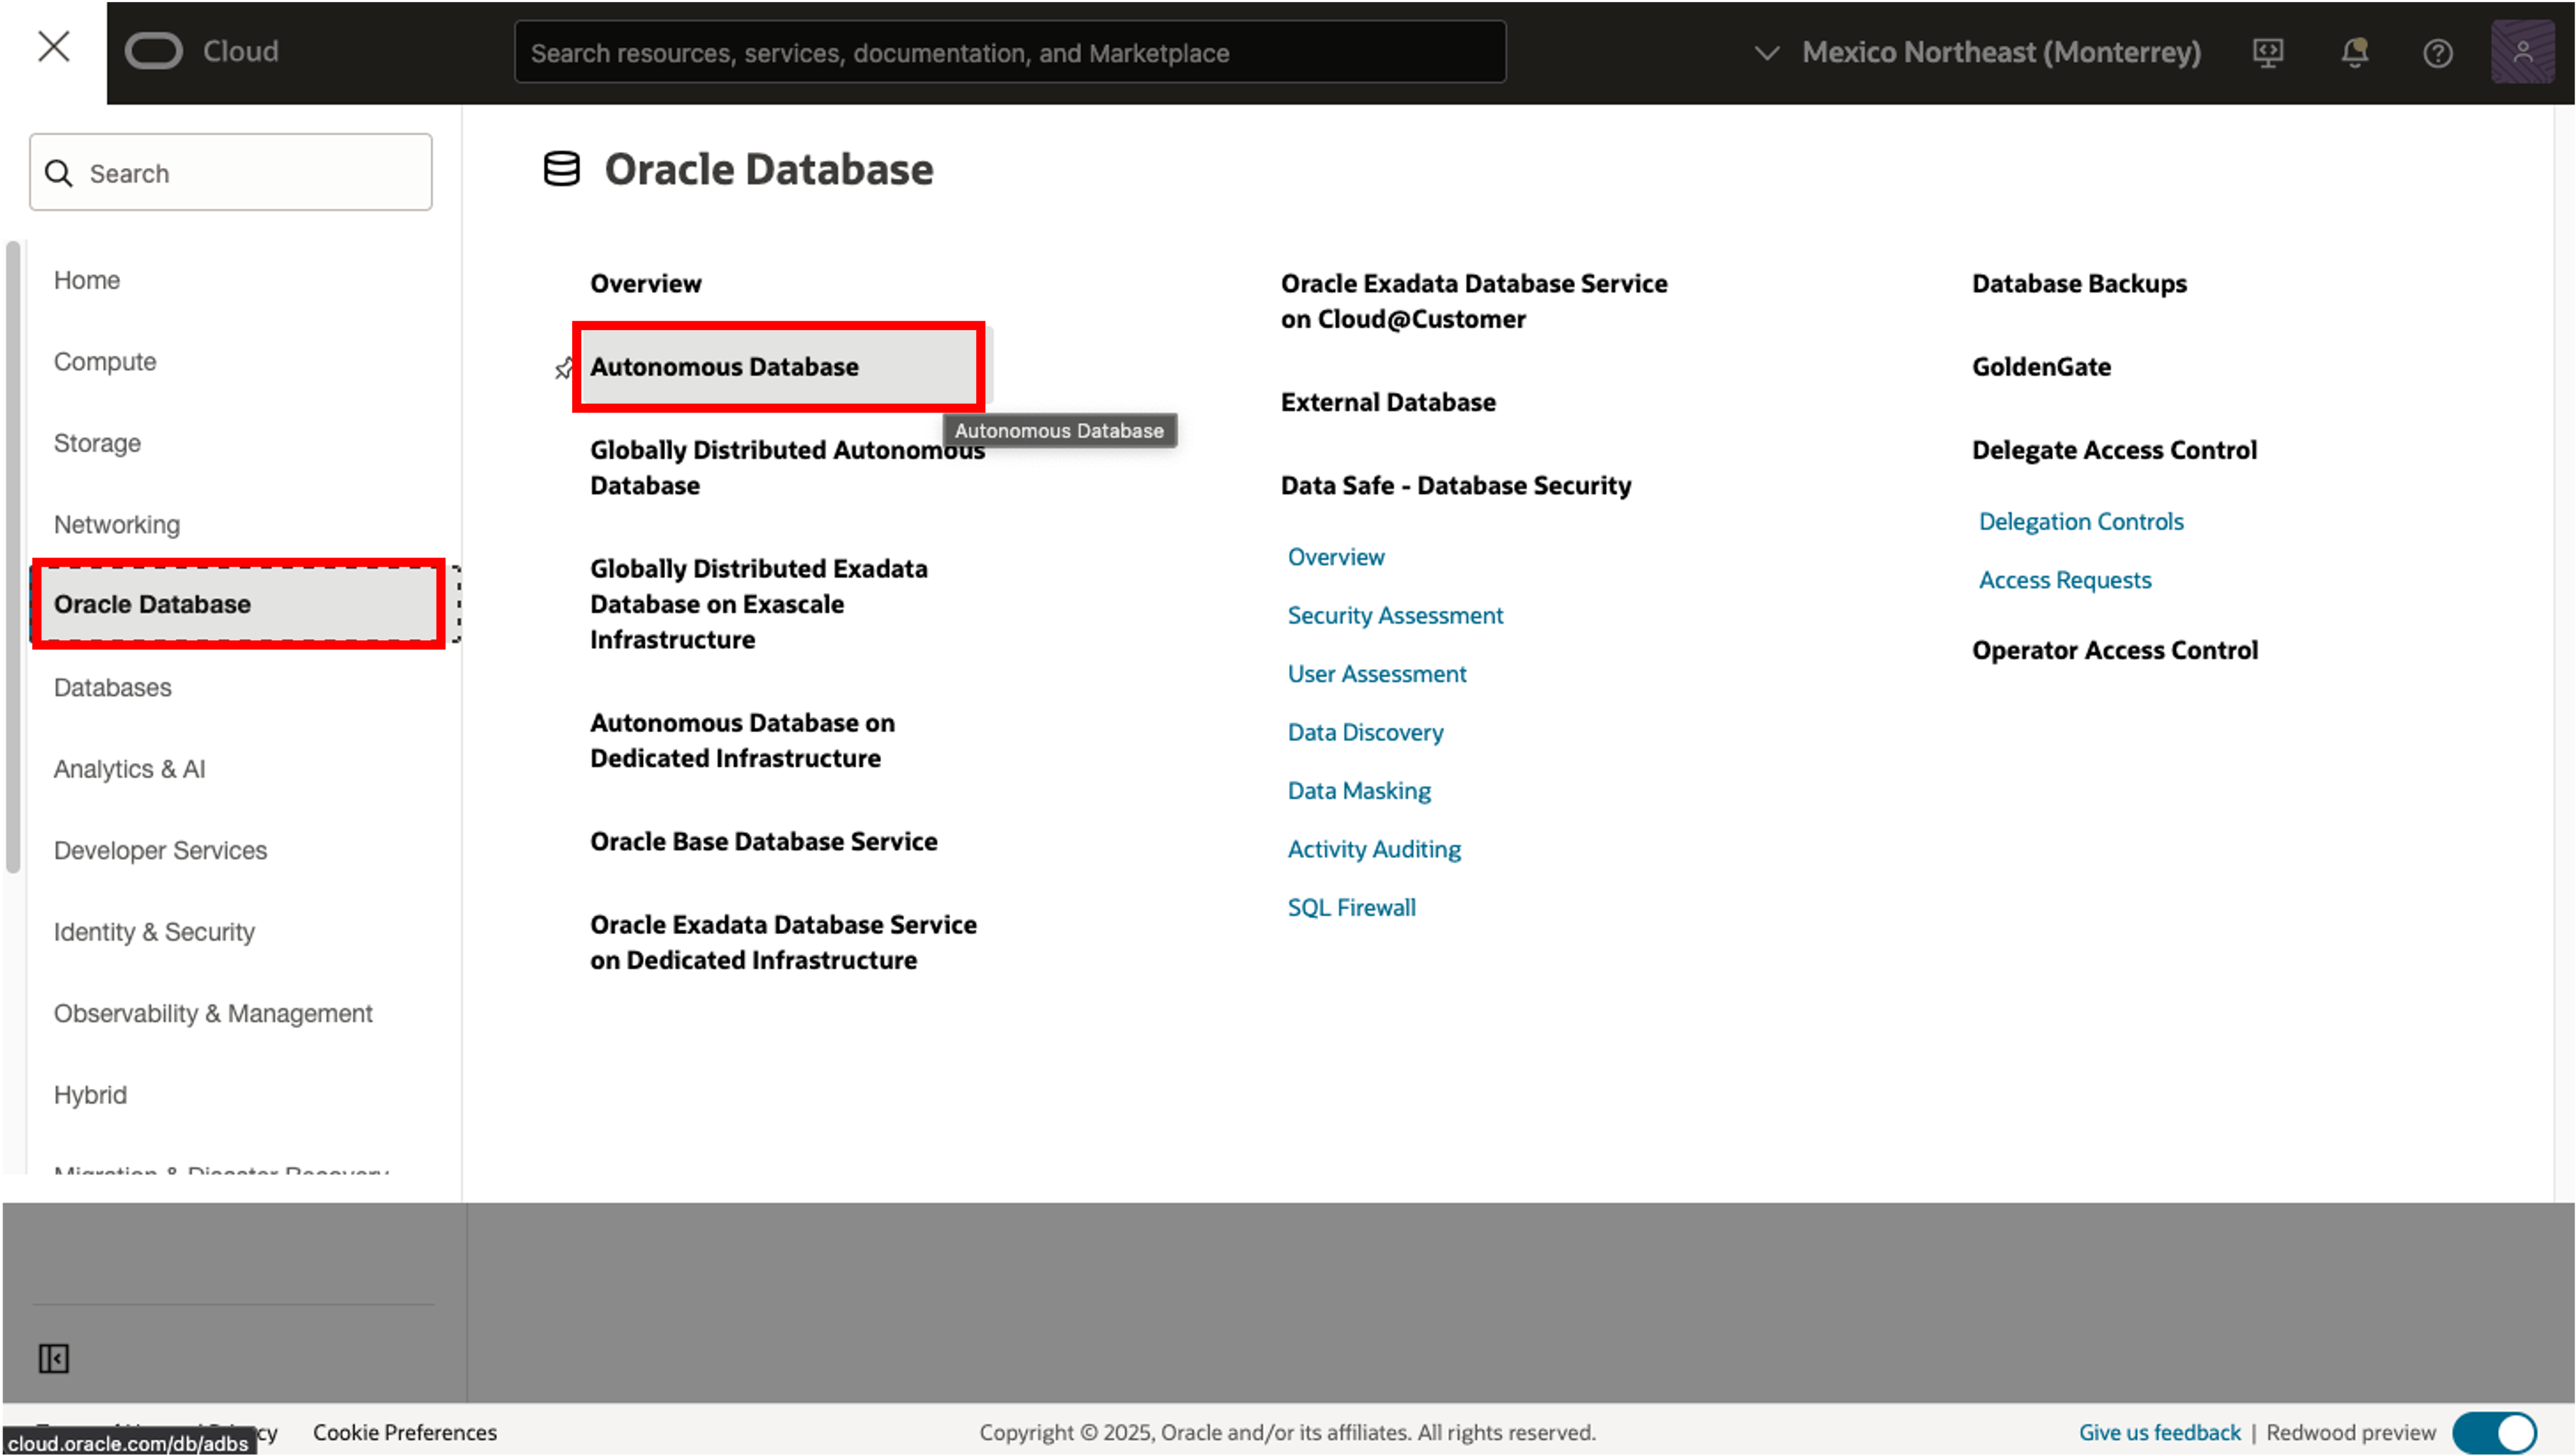 Cloud
Search resources, services, documentation, and Marketplace
Mexico Northeast (Monterrey)
Search
Home
Compute
Storage
Networking
Oracle Database
Databases
Analytics & AI
Developer Services
Identity & Security
Observability & Management
Hybrid
Migration & Disaster Recovery
Oracle Database
Overview
Autonomous Database
Autonomous Database
Globally Distributed Autonomous
Database
Globally Distributed Exadata
Database on Exascale
Infrastructure
Autonomous Database on
Dedicated Infrastructure
Oracle Base Database Service
Oracle Exadata Database Service
on Dedicated Infrastructure
Oracle Exadata Database Service
on Cloud@Customer
External Database
Data Safe - Database Security
Overview
Security Assessment
User Assessment
Data Discovery
Data Masking
Activity Auditing
SQL Firewall
Database Backups
GoldenGate
Delegate Access Control
Delegation Controls
Access Requests
Operator Access Control
cloud.oracle.com/db/adbs
Cookie Preferences
Copyright © 2025, Oracle and/or its affiliates. All rights reserved.
Give us feedback | Redwood preview